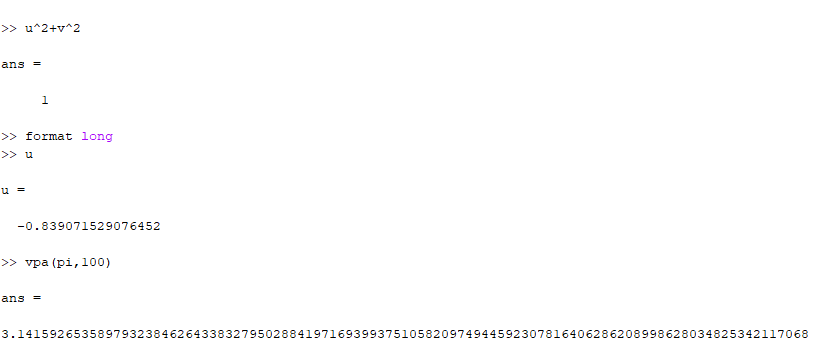 >> u^2+v^2
ans =
1
>> format long
>> u
u =
-0.839071529076452
>> vpa(pi,100)
ans =
3.141592653589793238462643383279502884197169399375105820974944592307816406286208998628034825342117068